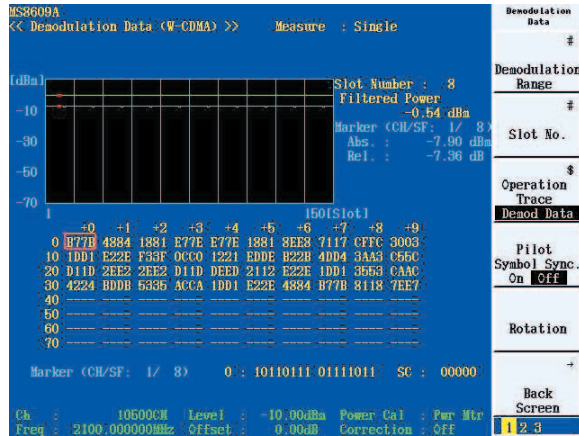 MS8609A
<< Demodulation Data (W-CDMA) >> Measure : Single
[dBm]
-10
-30
-50
-70
1 150[Slot]
Slot Number : 8
Filtered Power
-0.54 dBm
Marker (CH/SF: 1/ 8)
Abs. : -7.90 dBm
Rel. : -7.36 dB
+0 +1 +2 +3 +4 +5 +6 +7 +8 +9
0 B77B 4884 1881 E77E E77E 1881 8EE8 7117 CFFC 3003
10 1DD1 E22E F33F 0CC0 1221 EDDE B22B 4DD4 3AA3 C55C
20 D11D 2EE2 2EE2 D11D DEED 2112 E22E 1DD1 3553 CAAC
30 4224 BDDB 5335 ACCA 1DD1 E22E 4884 B77B 8118 7EE7
40 ---- ---- ---- ---- ---- ---- ---- ---- ---- ----
50 ---- ---- ---- ---- ---- ---- ---- ---- ---- ----
60 ---- ---- ---- ---- ---- ---- ---- ---- ---- ----
70 ---- ---- ---- ---- ---- ---- ---- ---- ---- ----
Marker (CH/SF: 1/ 8) 0 : 10110111 01111011 SC : 00000
Ch : 10500CH Level : -10.00dBm Power Cal : Pwr Mtr
Freq : 2100.000000MHz Offset : 0.00dB Correction : Off
Demodulation
Data
#
Demodulation
Range
#
Slot No.
$
Operation
Trace
Demod Data
Pilot
Symbol Sync.
On Off
Rotation
→
Back
Screen
1 2 3